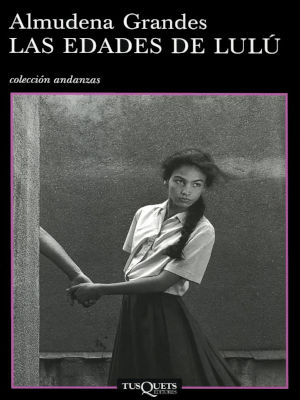 Almudena Grandes
LAS EDADES DE LULÚ
colección andanzas
TUSQUETS
EDITORES